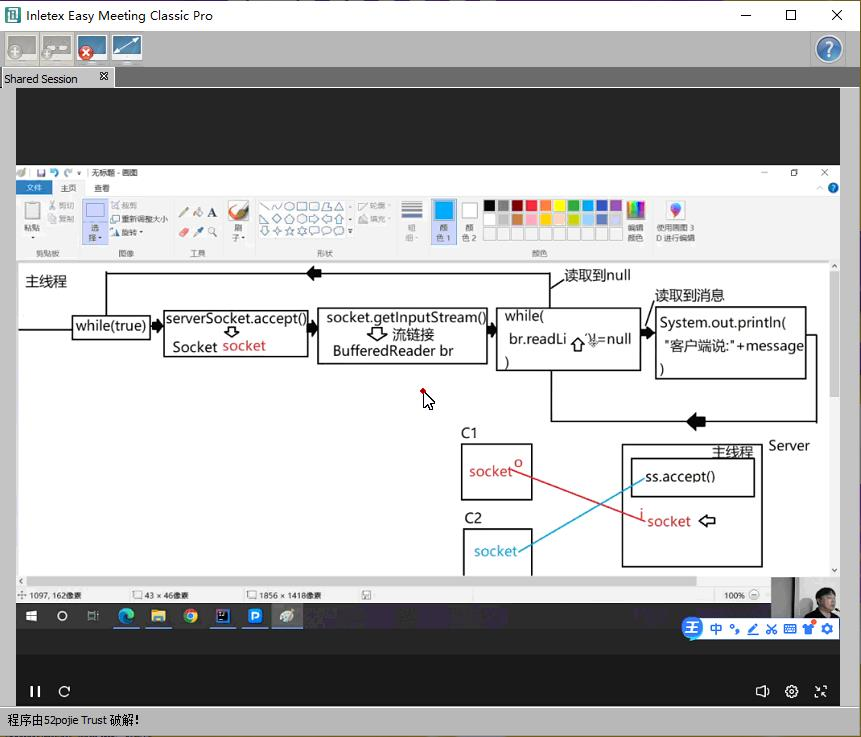 Inletex Easy Meeting Classic Pro
Shared Session
无标题 - 画图
文件 主页 查看
粘贴
剪切
复制
剪贴板
选择
裁剪
重新调整大小
旋转
图像
A
工具
刷子
轮廓
填充
形状
粗细
颜色 1
颜色 2
颜色
编辑颜色
使用画图 3D 进行编辑
主线程
读取到null
读取到消息
while(true)
serverSocket.accept()
Socket socket
socket.getInputStream()
流链接
BufferedReader br
while(
br.readLi
!=null
)
System.out.println(
"客户端说:"+message
)
C1
socket
o
C2
socket
Server
主线程
ss.accept()
i
socket
1097, 162像素
43 × 46像素
1856 × 1418像素
100%
王 中
程序由52pojie Trust 破解!